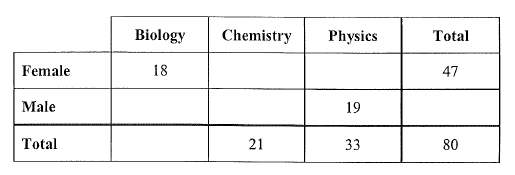 Biology Chemistry Physics Total
Female 18 47
Male 19
Total 21 33 80